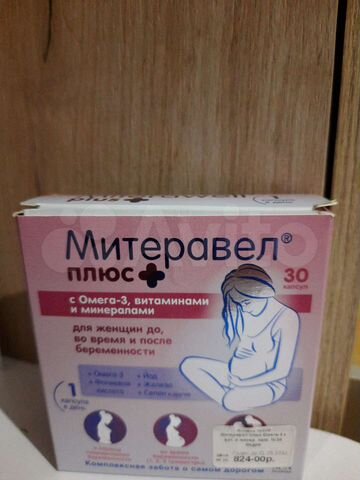 Митеравел®
плюс
30
капсул
с Омега-3, витаминами
и минералами
для женщин до,
во время и после
беременности
• Омега-3
• Йод
• Фолиевая
кислота
• Железо
1
капсула
в день
824-00р.
Комплексная забота о самом дорогом
Avito